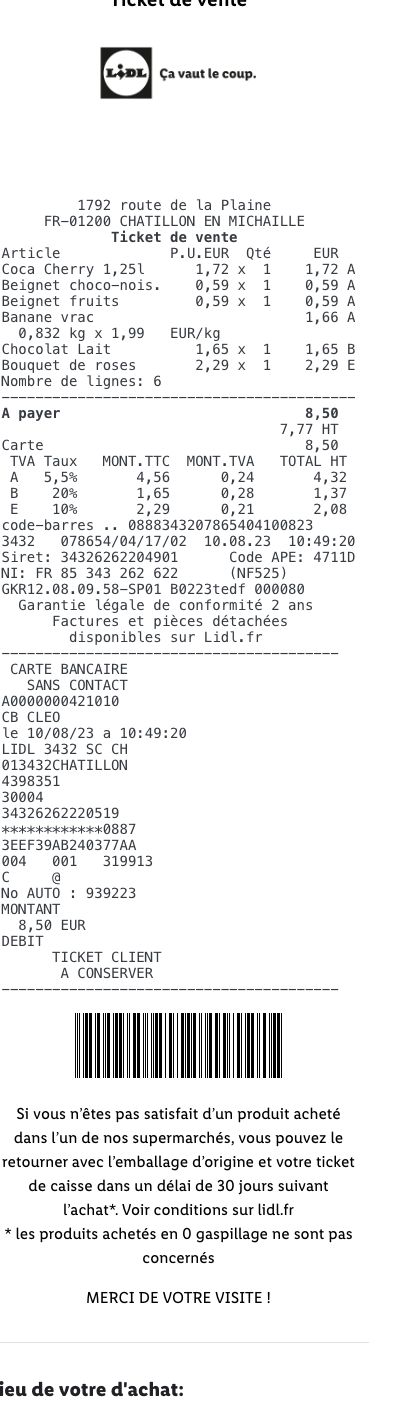 Ticket de vente
LIDL Ça vaut le coup.
1792 route de la Plaine
FR-01200 CHATILLON EN MICHAILLE
Ticket de vente
Article P.U.EUR Qté EUR
Coca Cherry 1,25l 1,72 x 1 1,72 A
Beignet choco-nois. 0,59 x 1 0,59 A
Beignet fruits 0,59 x 1 0,59 A
Banane vrac 1,66 A
0,832 kg x 1,99 EUR/kg
Chocolat Lait 1,65 x 1 1,65 B
Bouquet de roses 2,29 x 1 2,29 E
Nombre de lignes: 6
A payer 8,50
7,77 HT
Carte 8,50
TVA Taux MONT.TTC MONT.TVA TOTAL HT
A 5,5% 4,56 0,24 4,32
B 20% 1,65 0,28 1,37
E 10% 2,29 0,21 2,08
code-barres .. 0888343207865404100823
3432 078654/04/17/02 10.08.23 10:49:20
Siret: 34326262204901 Code APE: 4711D
NI: FR 85 343 262 622 (NF525)
GKR12.08.09.58-SP01 B0223tedf 000080
Garantie légale de conformité 2 ans
Factures et pièces détachées
disponibles sur Lidl.fr
CARTE BANCAIRE
SANS CONTACT
A0000000421010
CB CLEO
le 10/08/23 a 10:49:20
LIDL 3432 SC CH
013432CHATILLON
4398351
30004
34326262220519
************0887
3EEF39AB240377AA
004 001 319913
C @
No AUTO : 939223
MONTANT
8,50 EUR
DEBIT
TICKET CLIENT
A CONSERVER
Si vous n’êtes pas satisfait d’un produit acheté
dans l’un de nos supermarchés, vous pouvez le
retourner avec l’emballage d’origine et votre ticket
de caisse dans un délai de 30 jours suivant
l’achat*. Voir conditions sur lidl.fr
* les produits achetés en 0 gaspillage ne sont pas
concernés
MERCI DE VOTRE VISITE !
ieu de votre d'achat: